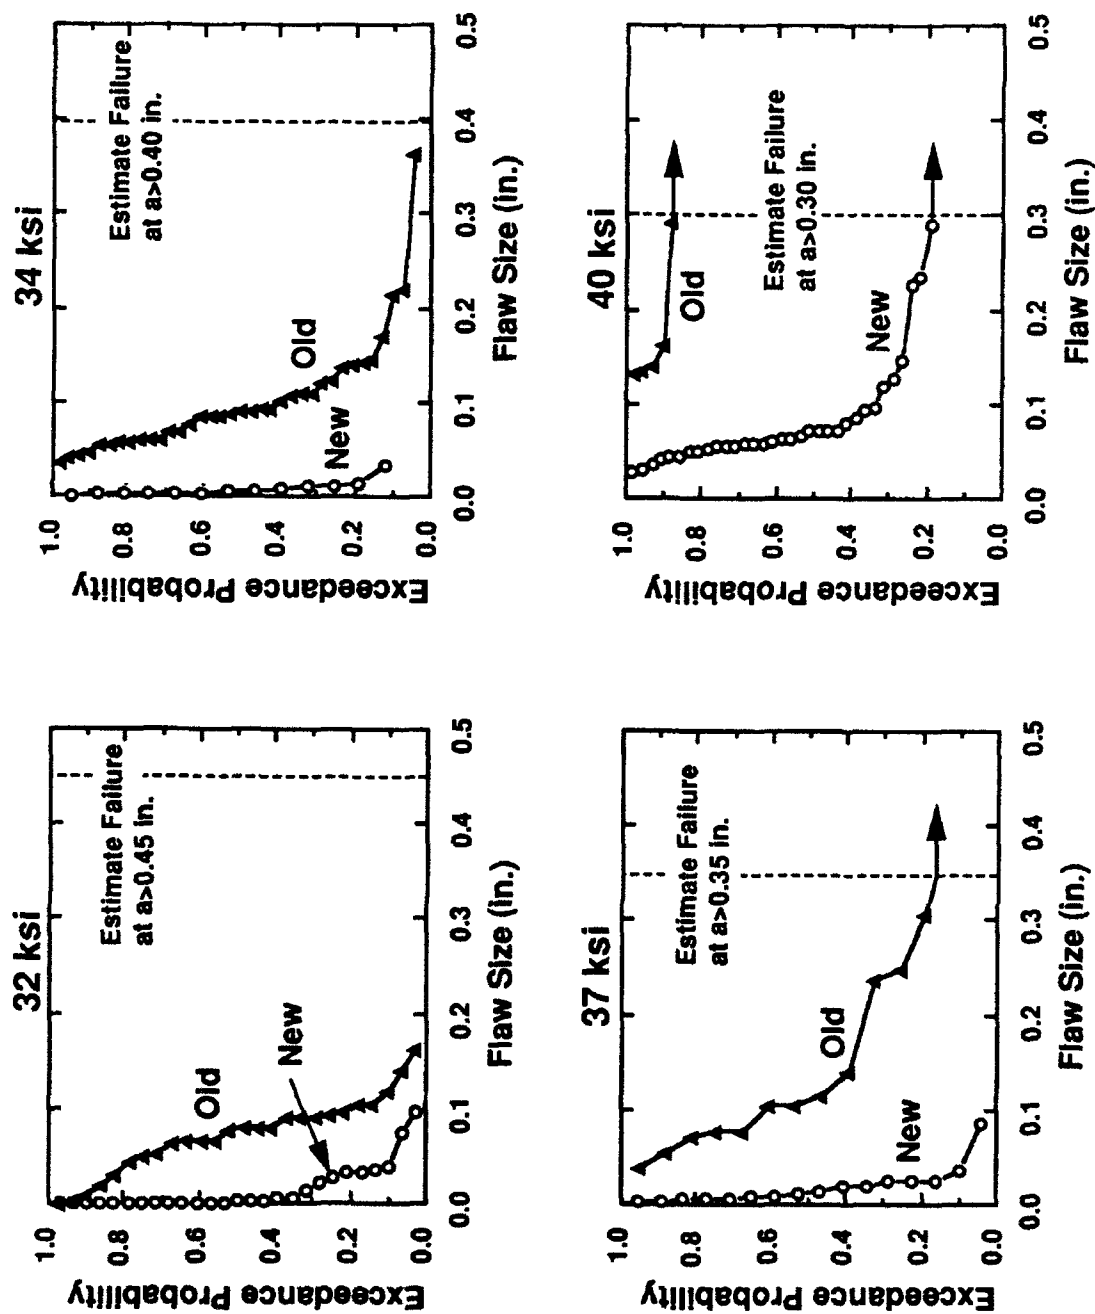 32 ksi
Exceedance Probability
1.0
0.8
0.6
0.4
0.2
0.0
Estimate Failure
at a>0.45 in.
Old
New
0.0 0.1 0.2 0.3 0.4 0.5
Flaw Size (in.)
34 ksi
Exceedance Probability
1.0
0.8
0.6
0.4
0.2
0.0
Estimate Failure
at a>0.40 in.
Old
New
0.0 0.1 0.2 0.3 0.4 0.5
Flaw Size (in.)
37 ksi
Exceedance Probability
1.0
0.8
0.6
0.4
0.2
0.0
Estimate Failure
at a>0.35 in.
Old
New
0.0 0.1 0.2 0.3 0.4 0.5
Flaw Size (in.)
40 ksi
Exceedance Probability
1.0
0.8
0.6
0.4
0.2
0.0
Old
Estimate Failure
at a>0.30 in.
New
0.0 0.1 0.2 0.3 0.4 0.5
Flaw Size (in.)